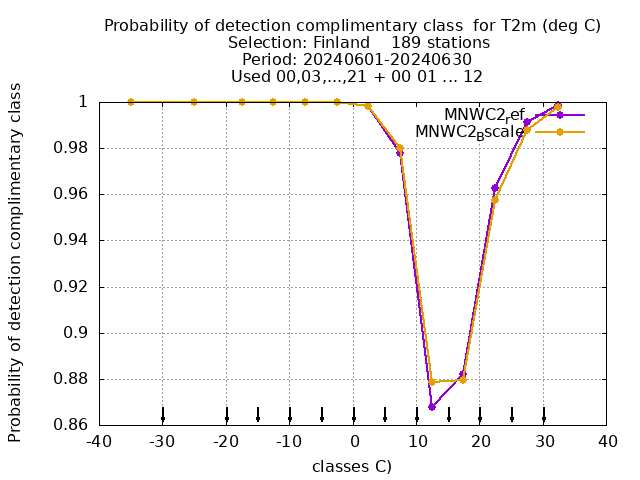 Probability of detection complimentary class  for T2m (deg C)
Selection: Finland    189 stations
Period: 20240601-20240630
Used 00,03,...,21 + 00 01 ... 12
Probability of detection complimentary class
1
0.98
0.96
0.94
0.92
0.9
0.88
0.86
MNWC2ref
MNWC2Bscale
-40 -30 -20 -10 0 10 20 30 40
classes C)